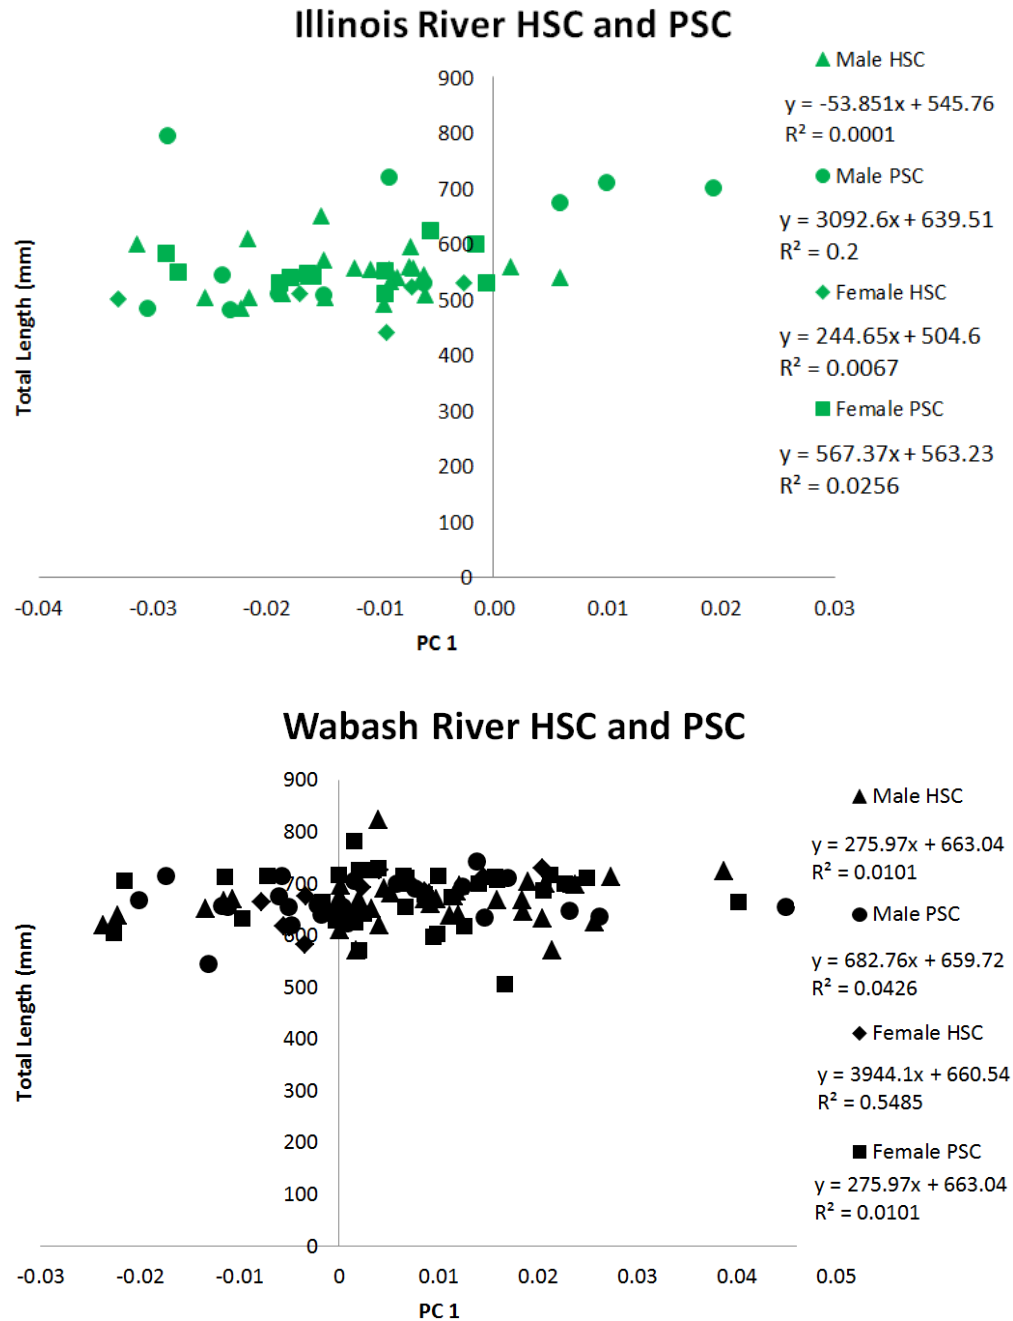 Illinois River HSC and PSC
Male HSC
y = -53.851x + 545.76
R² = 0.0001
Male PSC
y = 3092.6x + 639.51
R² = 0.2
Female HSC
y = 244.65x + 504.6
R² = 0.0067
Female PSC
y = 567.37x + 563.23
R² = 0.0256
Total Length (mm)
900
800
700
600
500
400
300
200
100
0
-0.04 -0.03 -0.02 -0.01 0.00 0.01 0.02 0.03
PC 1
Wabash River HSC and PSC
Male HSC
y = 275.97x + 663.04
R² = 0.0101
Male PSC
y = 682.76x + 659.72
R² = 0.0426
Female HSC
y = 3944.1x + 660.54
R² = 0.5485
Female PSC
y = 275.97x + 663.04
R² = 0.0101
Total Length (mm)
900
800
700
600
500
400
300
200
100
0
-0.03 -0.02 -0.01 0 0.01 0.02 0.03 0.04 0.05
PC 1